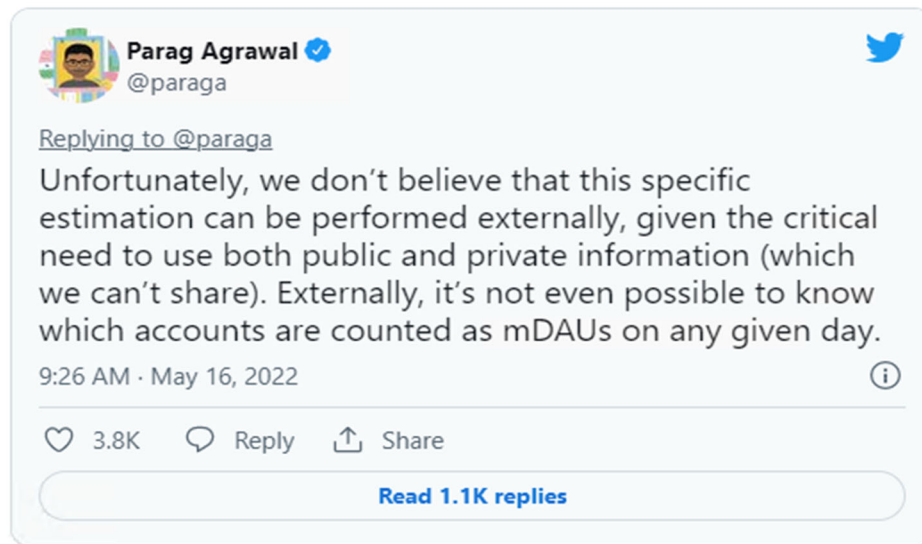 Parag Agrawal
@paraga
Replying to @paraga
Unfortunately, we don’t believe that this specific
estimation can be performed externally, given the critical
need to use both public and private information (which
we can’t share). Externally, it’s not even possible to know
which accounts are counted as mDAUs on any given day.
9:26 AM · May 16, 2022
3.8K Reply Share
Read 1.1K replies